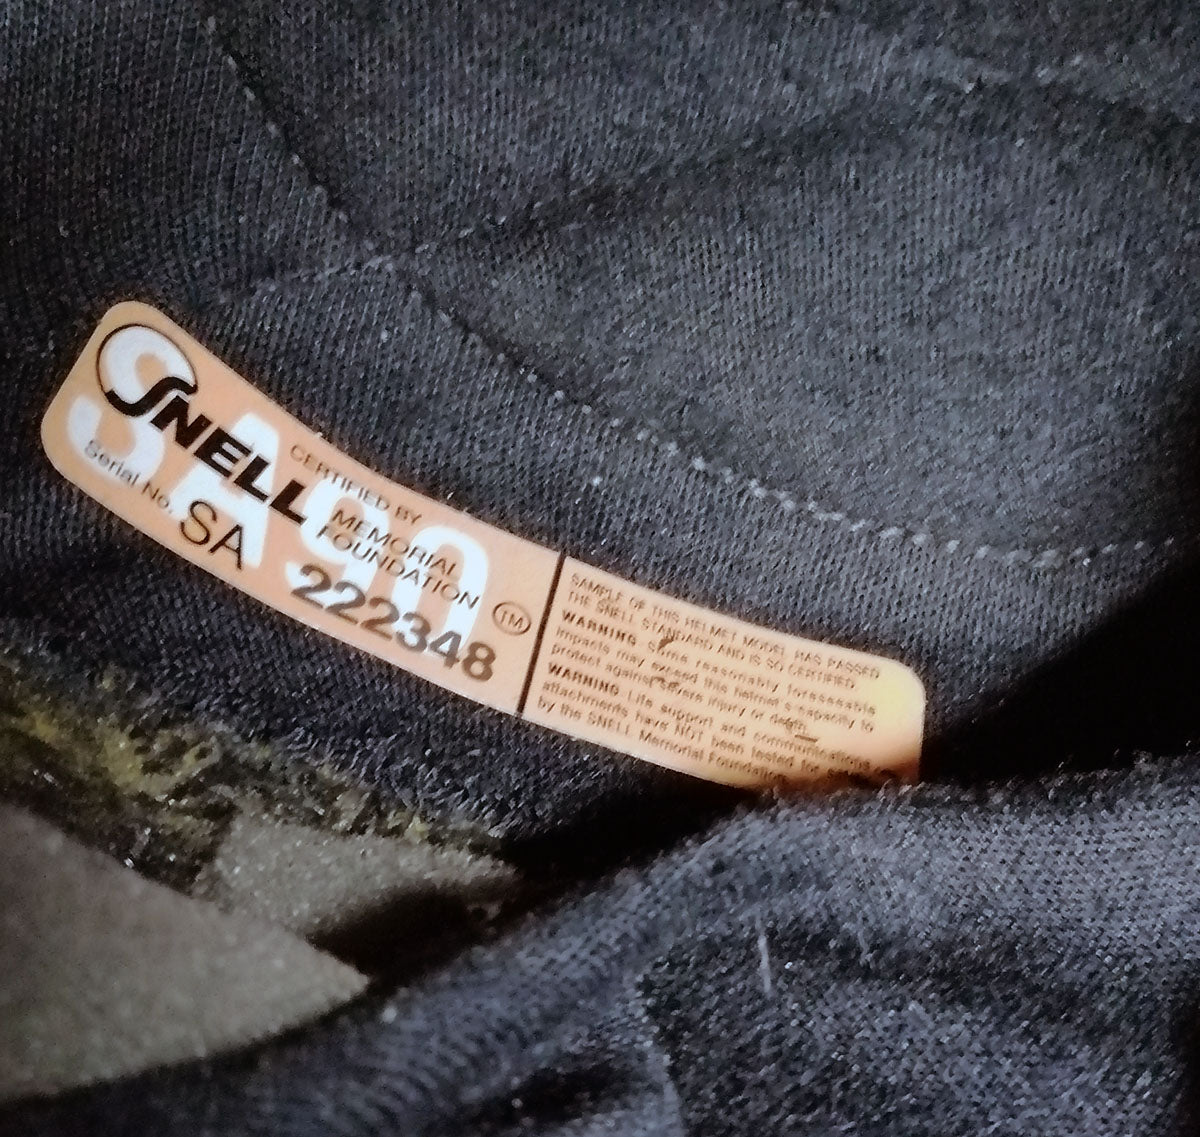 SA90
SNELL
CERTIFIED BY
MEMORIAL
FOUNDATION TM
Serial No. SA 222348
SAMPLE OF THIS HELMET MODEL HAS PASSED
THE SNELL STANDARD AND IS SO CERTIFIED.
WARNING Some reasonably foreseeable
impacts may exceed this helmet's capacity to
protect against severe injury or death.
WARNING Life support and communications
attachments have NOT been tested for
by the SNELL Memorial Foundation